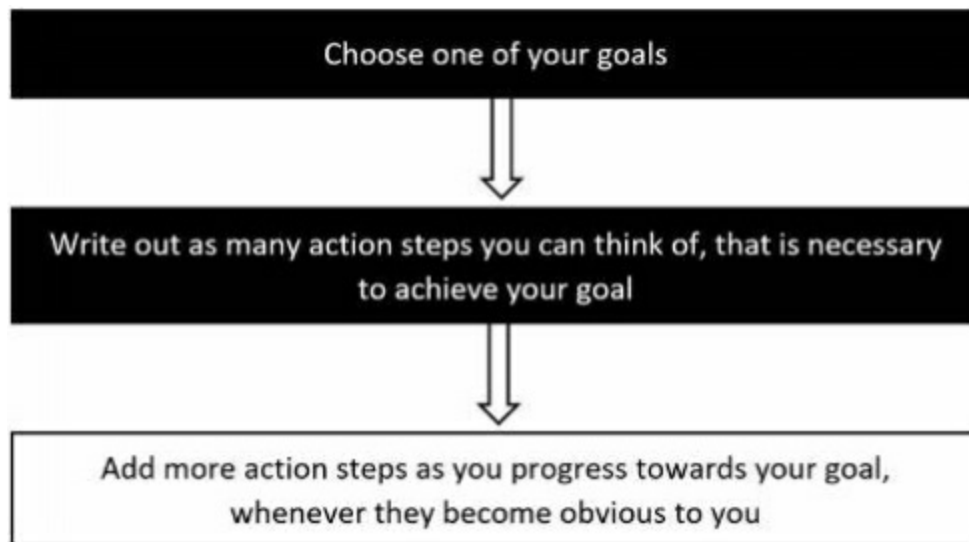 Choose one of your goals
Write out as many action steps you can think of, that is necessary
to achieve your goal
Add more action steps as you progress towards your goal,
whenever they become obvious to you